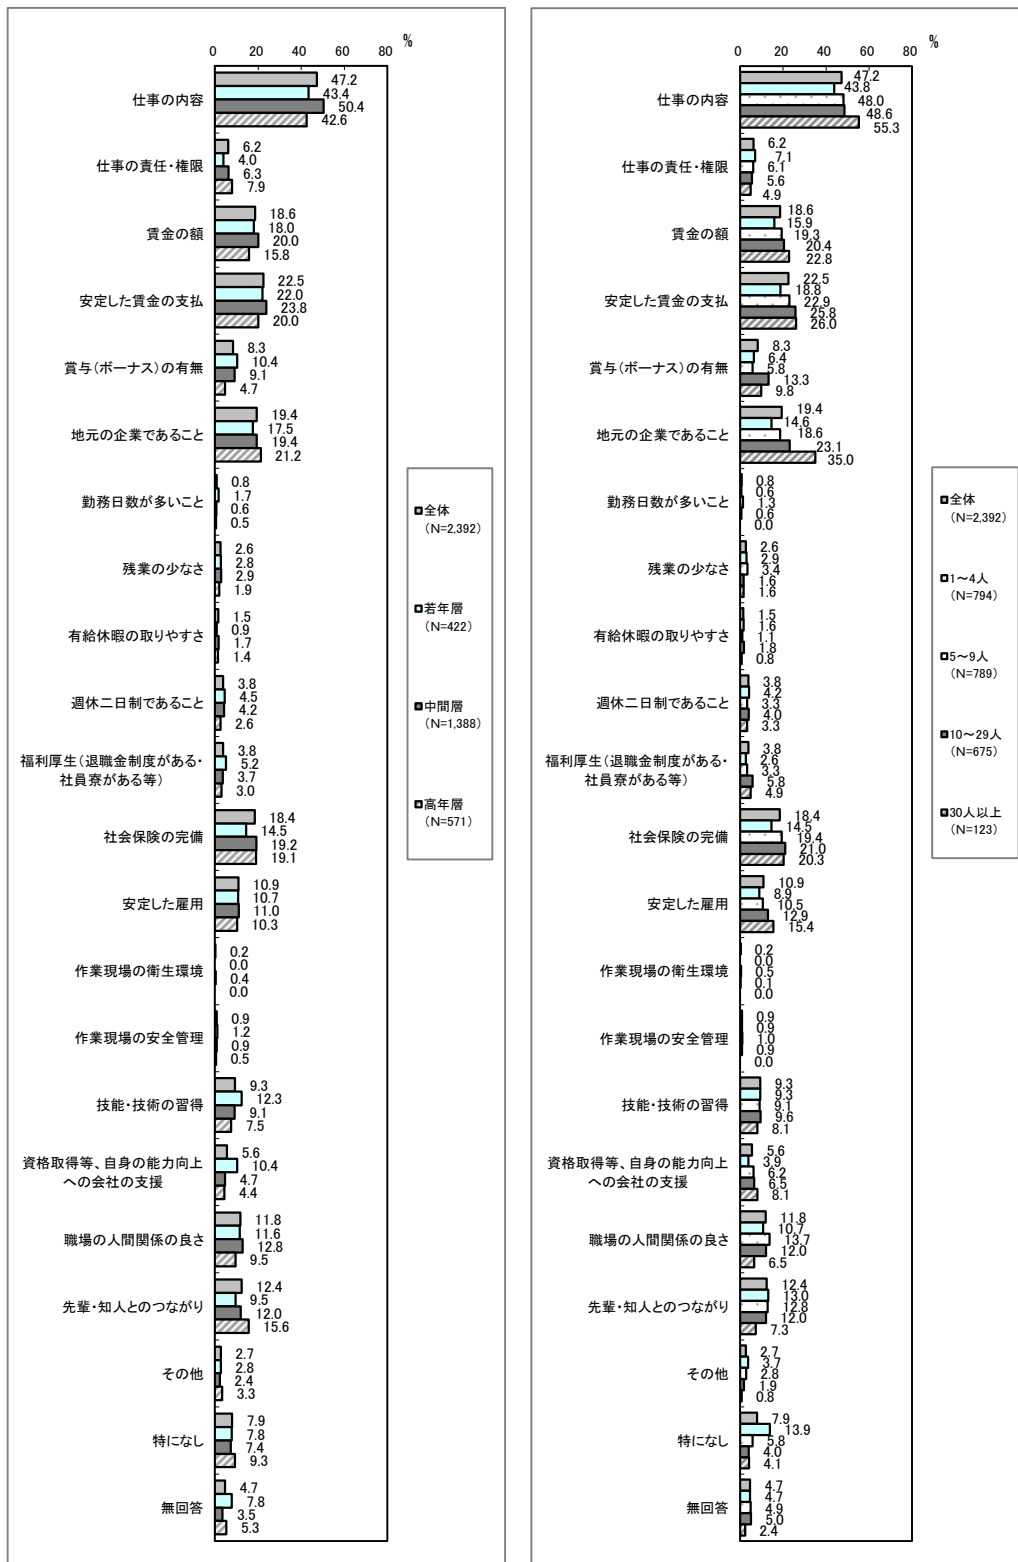 %
0 20 40 60 80
仕事の内容
47.2
43.4
50.4
42.6
仕事の責任・権限
6.2
4.0
6.3
7.9
賃金の額
18.6
18.0
20.0
15.8
安定した賃金の支払
22.5
22.0
23.8
20.0
賞与(ボーナス)の有無
8.3
10.4
9.1
4.7
地元の企業であること
19.4
17.5
19.4
21.2
勤務日数が多いこと
0.8
1.7
0.6
0.5
残業の少なさ
2.6
2.8
2.9
1.9
有給休暇の取りやすさ
1.5
0.9
1.7
1.4
週休二日制であること
3.8
4.5
4.2
2.6
福利厚生(退職金制度がある・
社員寮がある等)
3.8
5.2
3.7
3.0
社会保険の完備
18.4
14.5
19.2
19.1
安定した雇用
10.9
10.7
11.0
10.3
作業現場の衛生環境
0.2
0.0
0.4
0.0
作業現場の安全管理
0.9
1.2
0.9
0.5
技能・技術の習得
9.3
12.3
9.1
7.5
資格取得等、自身の能力向上
への会社の支援
5.6
10.4
4.7
4.4
職場の人間関係の良さ
11.8
11.6
12.8
9.5
先輩・知人とのつながり
12.4
9.5
12.0
15.6
その他
2.7
2.8
2.4
3.3
特になし
7.9
7.8
7.4
9.3
無回答
4.7
7.8
3.5
5.3
全体
(N=2,392)
若年層
(N=422)
中間層
(N=1,388)
高年層
(N=571)
%
0 20 40 60 80
仕事の内容
47.2
43.8
48.0
48.6
55.3
仕事の責任・権限
6.2
7.1
6.1
5.6
4.9
賃金の額
18.6
15.9
19.3
20.4
22.8
安定した賃金の支払
22.5
18.8
22.9
25.8
26.0
賞与(ボーナス)の有無
8.3
6.4
5.8
13.3
9.8
地元の企業であること
19.4
14.6
18.6
23.1
35.0
勤務日数が多いこと
0.8
0.6
1.3
0.6
0.0
残業の少なさ
2.6
2.9
3.4
1.6
1.6
有給休暇の取りやすさ
1.5
1.6
1.1
1.8
0.8
週休二日制であること
3.8
4.2
3.3
4.0
3.3
福利厚生(退職金制度がある・
社員寮がある等)
3.8
2.6
3.3
5.8
4.9
社会保険の完備
18.4
14.5
19.4
21.0
20.3
安定した雇用
10.9
8.9
10.5
12.9
15.4
作業現場の衛生環境
0.2
0.0
0.5
0.1
0.0
作業現場の安全管理
0.9
0.9
1.0
0.9
0.0
技能・技術の習得
9.3
9.3
9.1
9.6
8.1
資格取得等、自身の能力向上
への会社の支援
5.6
3.9
6.2
6.5
8.1
職場の人間関係の良さ
11.8
10.7
13.7
12.0
6.5
先輩・知人とのつながり
12.4
13.0
12.8
12.0
7.3
その他
2.7
3.7
2.8
1.9
0.8
特になし
7.9
13.9
5.8
4.0
4.1
無回答
4.7
4.7
4.9
5.0
2.4
全体
(N=2,392)
1～4人
(N=794)
5～9人
(N=789)
10～29人
(N=675)
30人以上
(N=123)